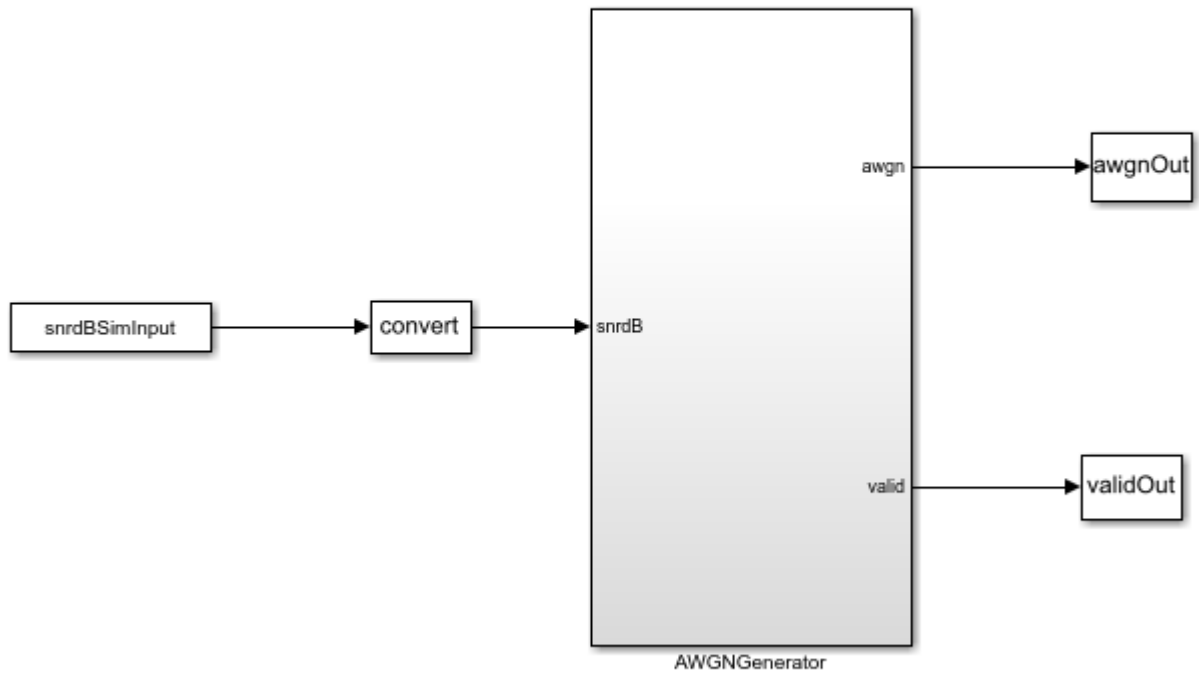 awgn
awgnOut
snrdBSimInput
convert
snrdB
valid
validOut
AWGNGenerator